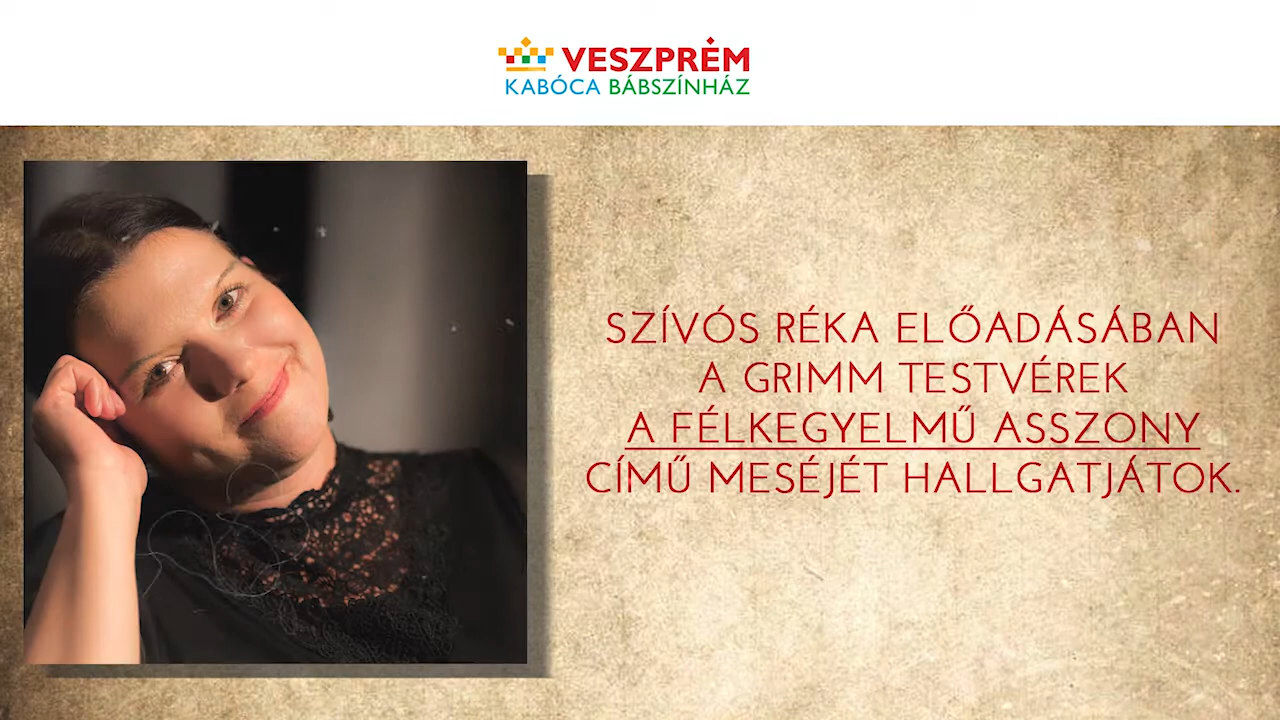 VESZPRÉM
KABÓCA BÁBSZÍNHÁZ
SZÍVÓS RÉKA ELŐADÁSÁBAN
A GRIMM TESTVÉREK
A FÉLKEGYELMŰ ASSZONY
CÍMŰ MESÉJÉT HALLGATJÁTOK.